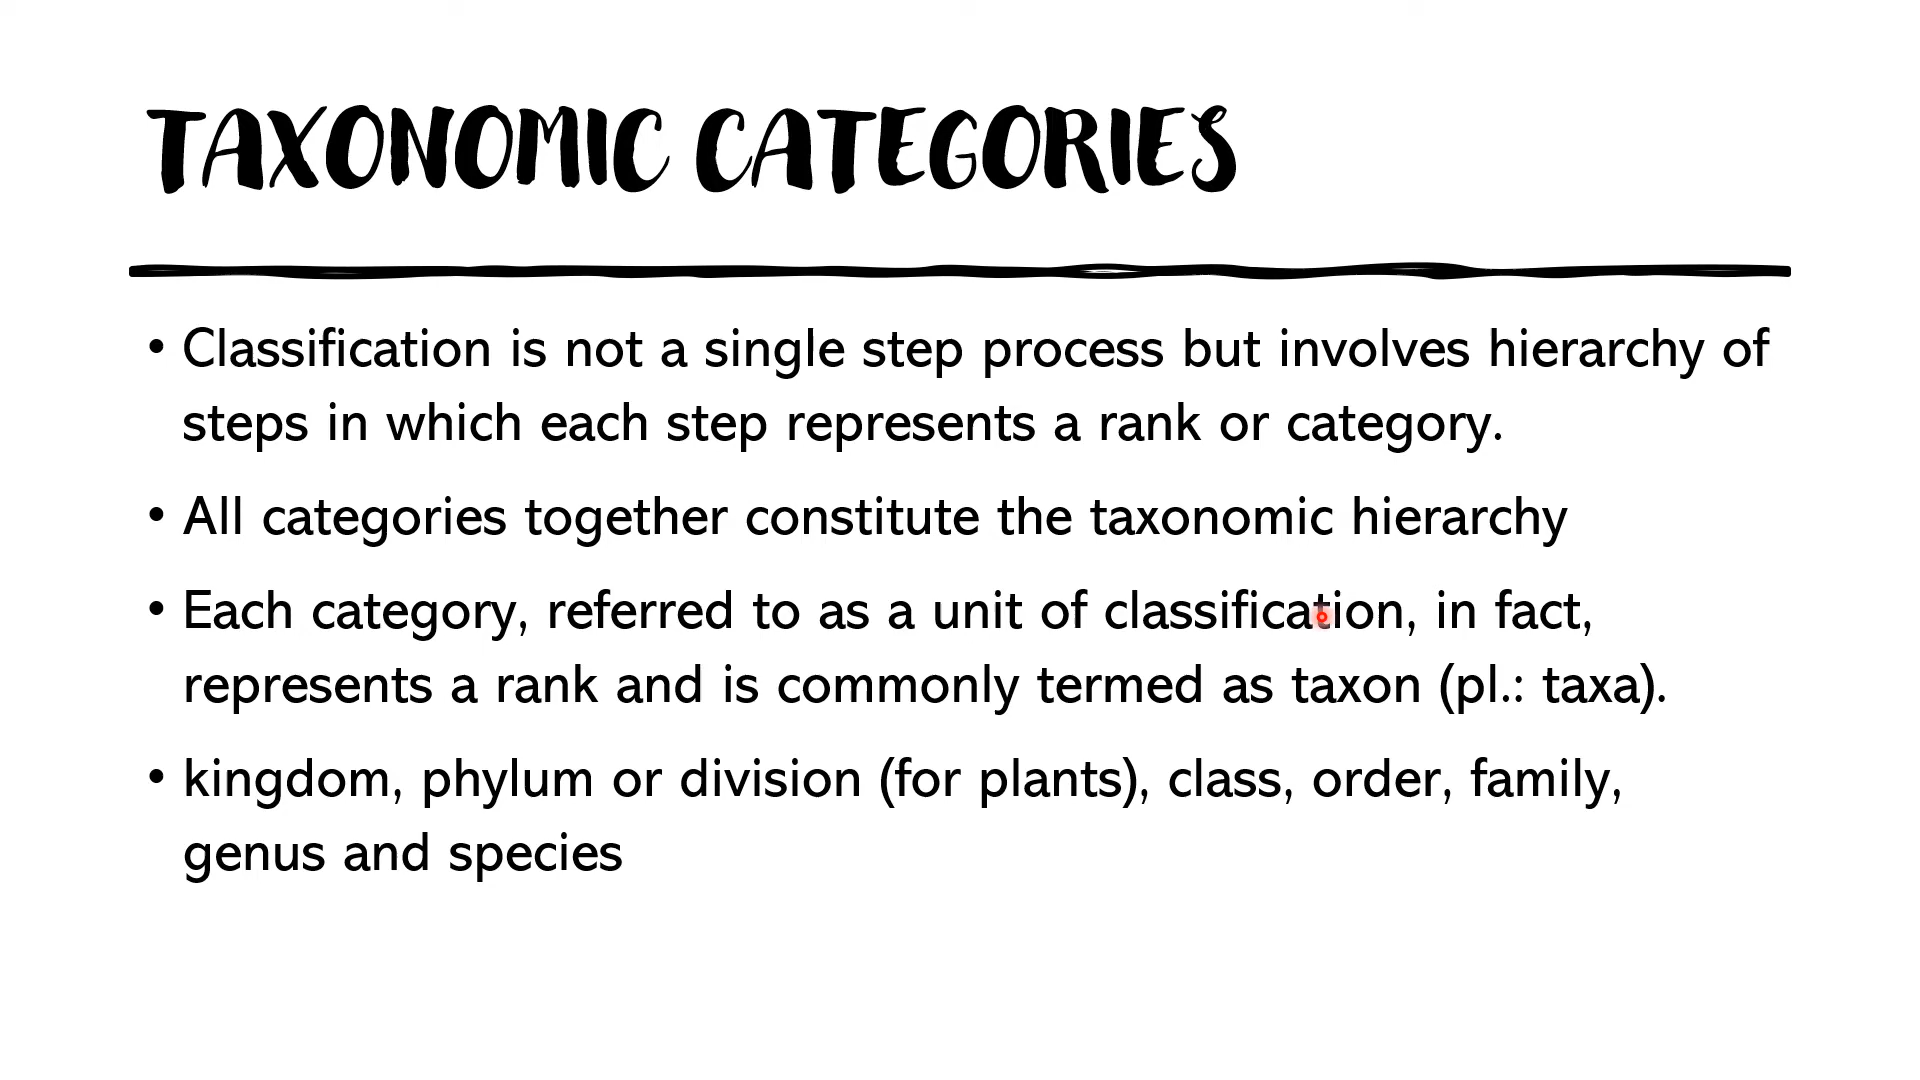 TAXONOMIC CATEGORIES
• Classification is not a single step process but involves hierarchy of
steps in which each step represents a rank or category.
• All categories together constitute the taxonomic hierarchy
• Each category, referred to as a unit of classification, in fact,
represents a rank and is commonly termed as taxon (pl.: taxa).
• kingdom, phylum or division (for plants), class, order, family,
genus and species